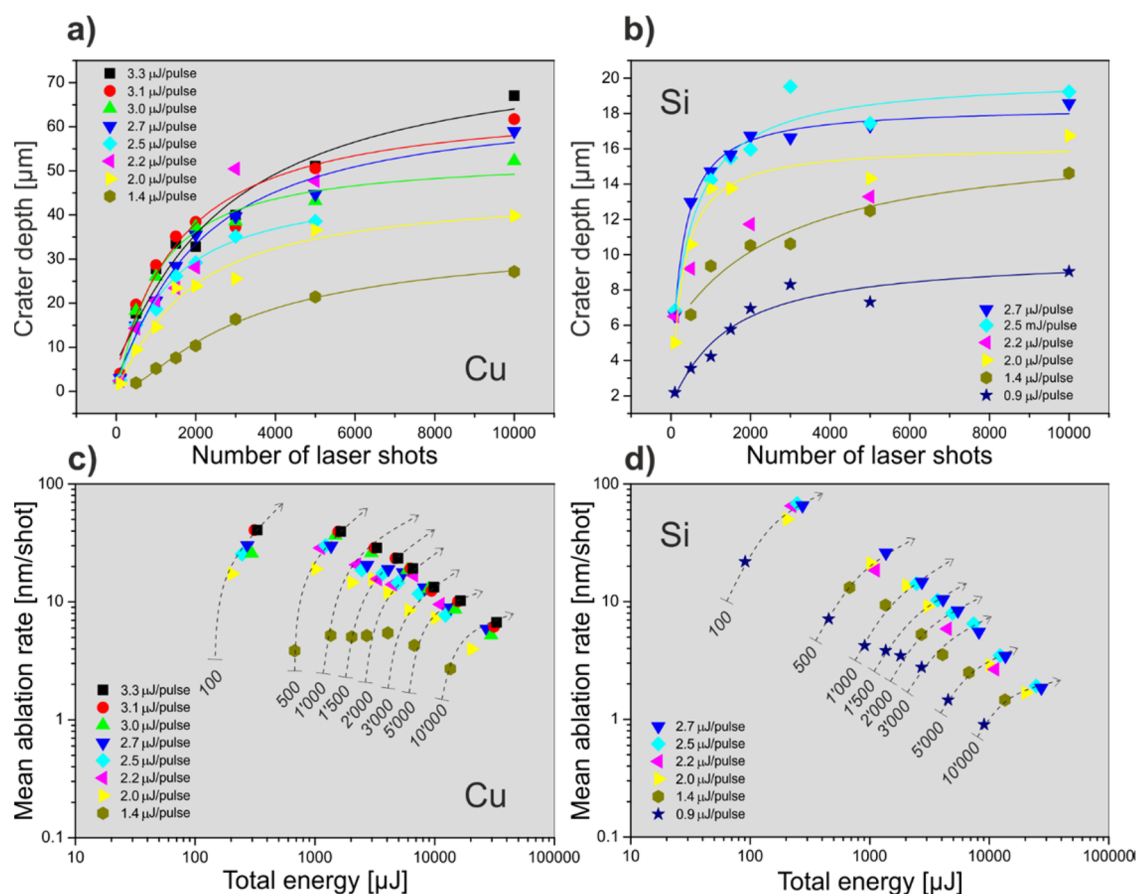 a)
Crater depth [µm]
70
60
50
40
30
20
10
0
3.3 µJ/pulse
3.1 µJ/pulse
3.0 µJ/pulse
2.7 µJ/pulse
2.5 µJ/pulse
2.2 µJ/pulse
2.0 µJ/pulse
1.4 µJ/pulse
Cu
0 2000 4000 6000 8000 10000
Number of laser shots
b)
Crater depth [µm]
20
18
16
14
12
10
8
6
4
2
Si
2.7 µJ/pulse
2.5 mJ/pulse
2.2 µJ/pulse
2.0 µJ/pulse
1.4 µJ/pulse
0.9 µJ/pulse
0 2000 4000 6000 8000 10000
Number of laser shots
c)
Mean ablation rate [nm/shot]
100
10
1
0.1
100
500
1'000
1'500
2'000
3'000
5'000
10'000
3.3 µJ/pulse
3.1 µJ/pulse
3.0 µJ/pulse
2.7 µJ/pulse
2.5 µJ/pulse
2.2 µJ/pulse
2.0 µJ/pulse
1.4 µJ/pulse
Cu
10 100 1000 10000 100000
Total energy [µJ]
d)
Mean ablation rate [nm/shot]
100
10
1
0.1
Si
100
500
1'000
1'500
2'000
3'000
5'000
10'000
2.7 µJ/pulse
2.5 µJ/pulse
2.2 µJ/pulse
2.0 µJ/pulse
1.4 µJ/pulse
0.9 µJ/pulse
10 100 1000 10000 100000
Total energy [µJ]